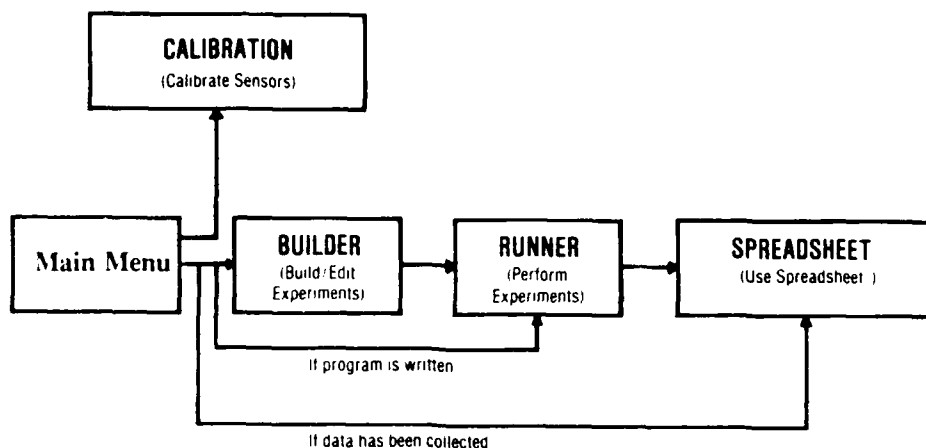 CALIBRATION
(Calibrate Sensors)
Main Menu
BUILDER
(Build/Edit
Experiments)
RUNNER
(Perform
Experiments)
SPREADSHEET
(Use Spreadsheet )
If program is written
If data has been collected